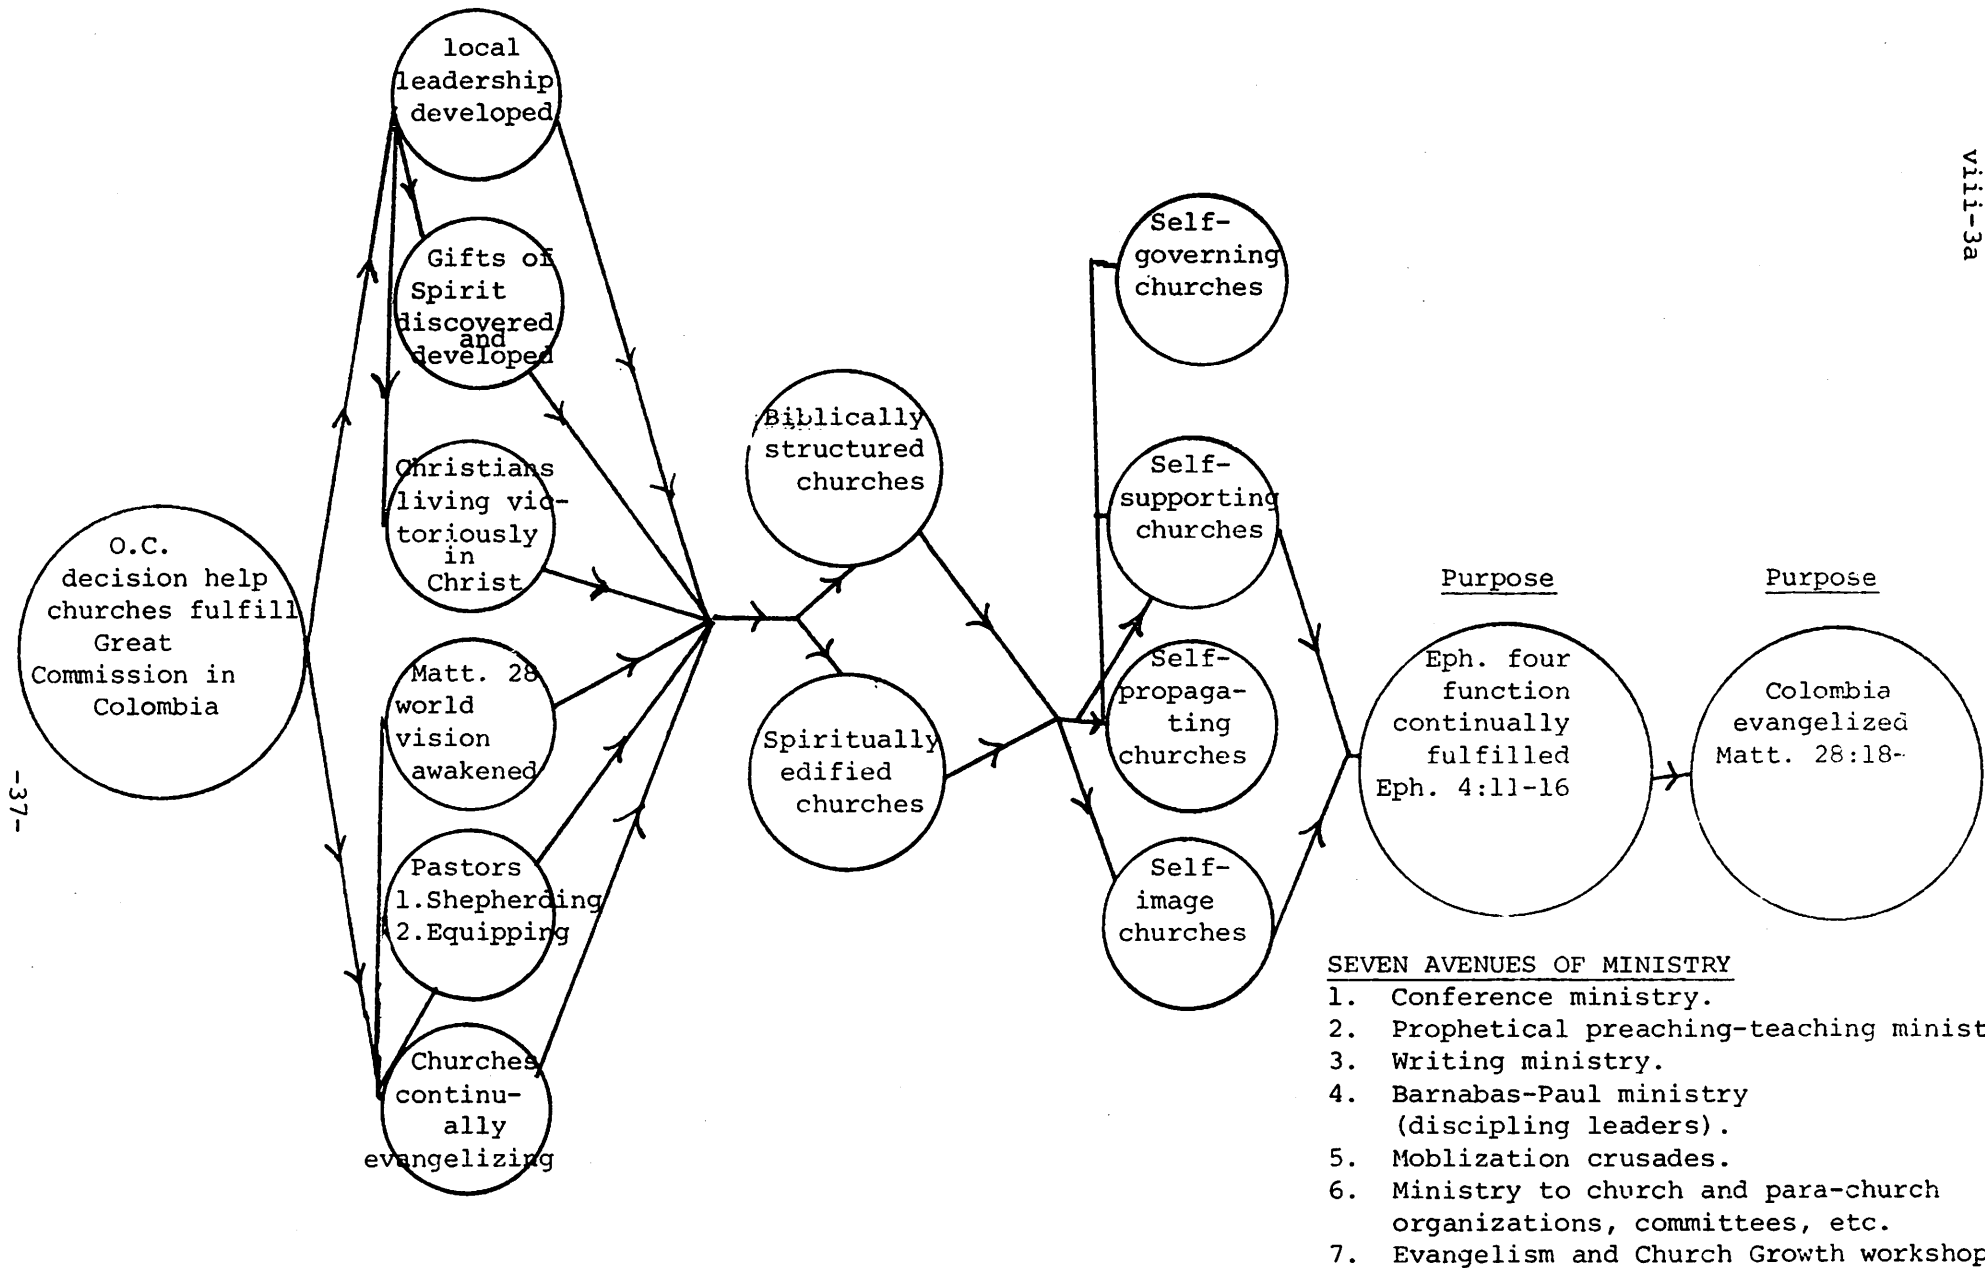 viii-3a
local
leadership
developed
Gifts of
Spirit
discovered
and
developed
Christians
living vic-
toriously
in
Christ
O.C.
decision help
churches fulfill
Great
Commission in
Colombia
Matt. 28
world
vision
awakened
Pastors
1.Shepherding
2.Equipping
Churches
continu-
ally
evangelizing
Biblically
structured
churches
Spiritually
edified
churches
Self-
governing
churches
Self-
supporting
churches
Self-
propaga-
ting
churches
Self-
image
churches
Purpose
Eph. four
function
continually
fulfilled
Eph. 4:11-16
Purpose
Colombia
evangelized
Matt. 28:18-
SEVEN AVENUES OF MINISTRY
1. Conference ministry.
2. Prophetical preaching-teaching minist
3. Writing ministry.
4. Barnabas-Paul ministry
(discipling leaders).
5. Moblization crusades.
6. Ministry to church and para-church
organizations, committees, etc.
7. Evangelism and Church Growth workshop
-37-